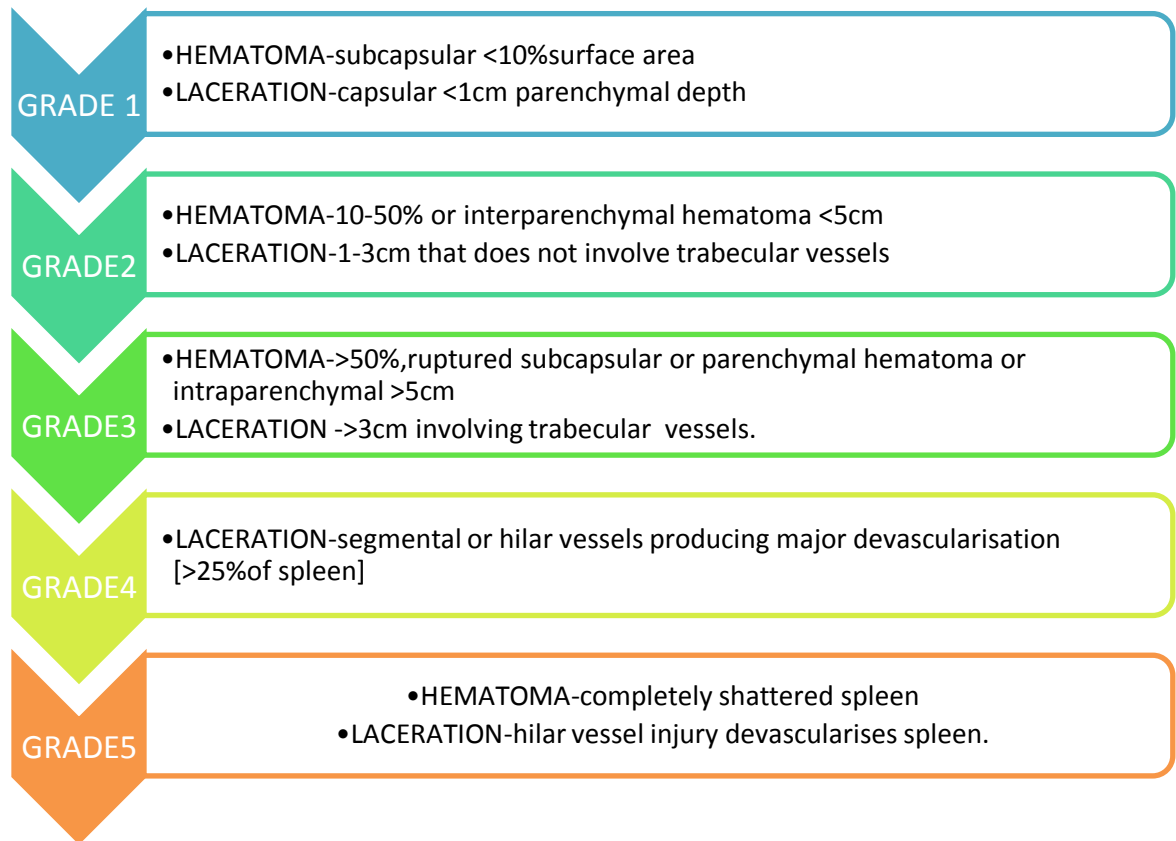 GRADE 1
•HEMATOMA-subcapsular <10%surface area
•LACERATION-capsular <1cm parenchymal depth
GRADE2
•HEMATOMA-10-50% or interparenchymal hematoma <5cm
•LACERATION-1-3cm that does not involve trabecular vessels
GRADE3
•HEMATOMA->50%,ruptured subcapsular or parenchymal hematoma or
intraparenchymal >5cm
•LACERATION ->3cm involving trabecular vessels.
GRADE4
•LACERATION-segmental or hilar vessels producing major devascularisation
[>25%of spleen]
GRADE5
•HEMATOMA-completely shattered spleen
•LACERATION-hilar vessel injury devascularises spleen.